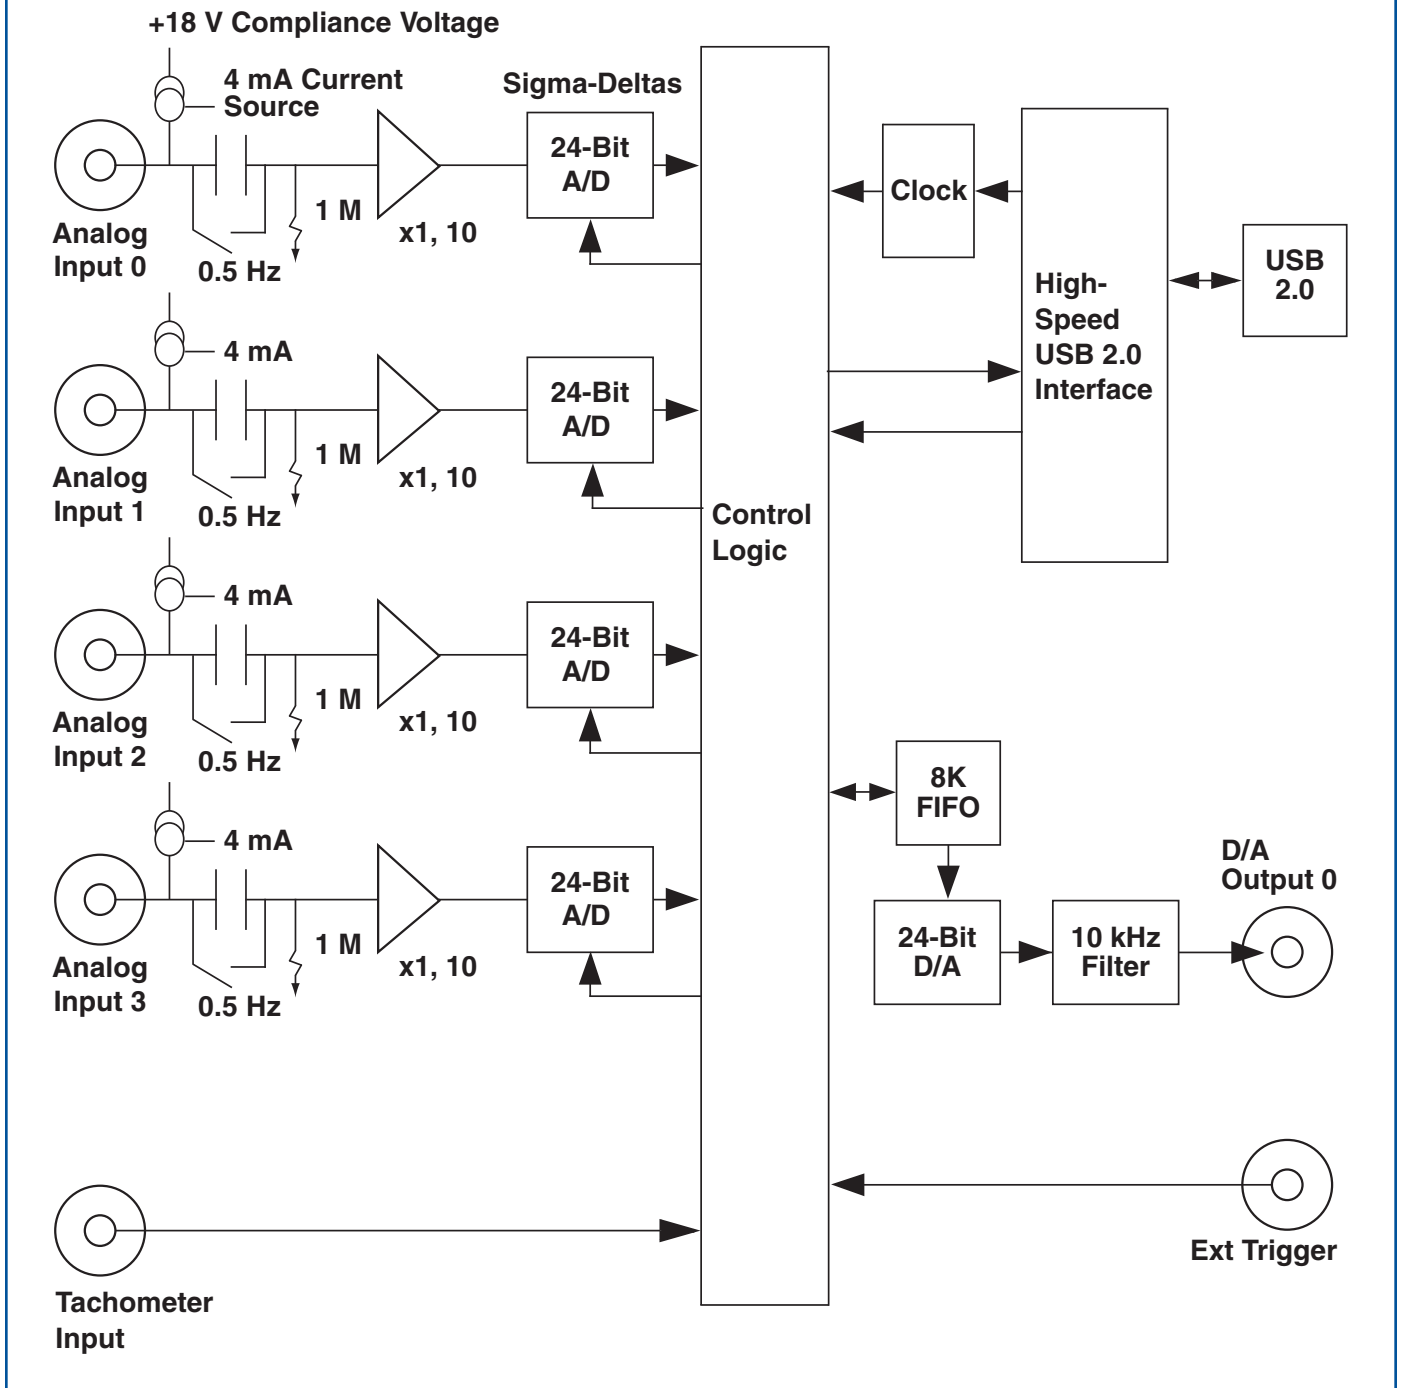 +18 V Compliance Voltage
4 mA Current
Source
Sigma-Deltas
24-Bit
A/D
1 M
x1, 10
Analog
Input 0
0.5 Hz
4 mA
24-Bit
A/D
1 M
x1, 10
Analog
Input 1
0.5 Hz
4 mA
24-Bit
A/D
1 M
x1, 10
Analog
Input 2
0.5 Hz
4 mA
24-Bit
A/D
1 M
x1, 10
Analog
Input 3
0.5 Hz
Tachometer
Input
Control
Logic
Clock
High-
Speed
USB 2.0
Interface
USB
2.0
8K
FIFO
24-Bit
D/A
10 kHz
Filter
D/A
Output 0
Ext Trigger